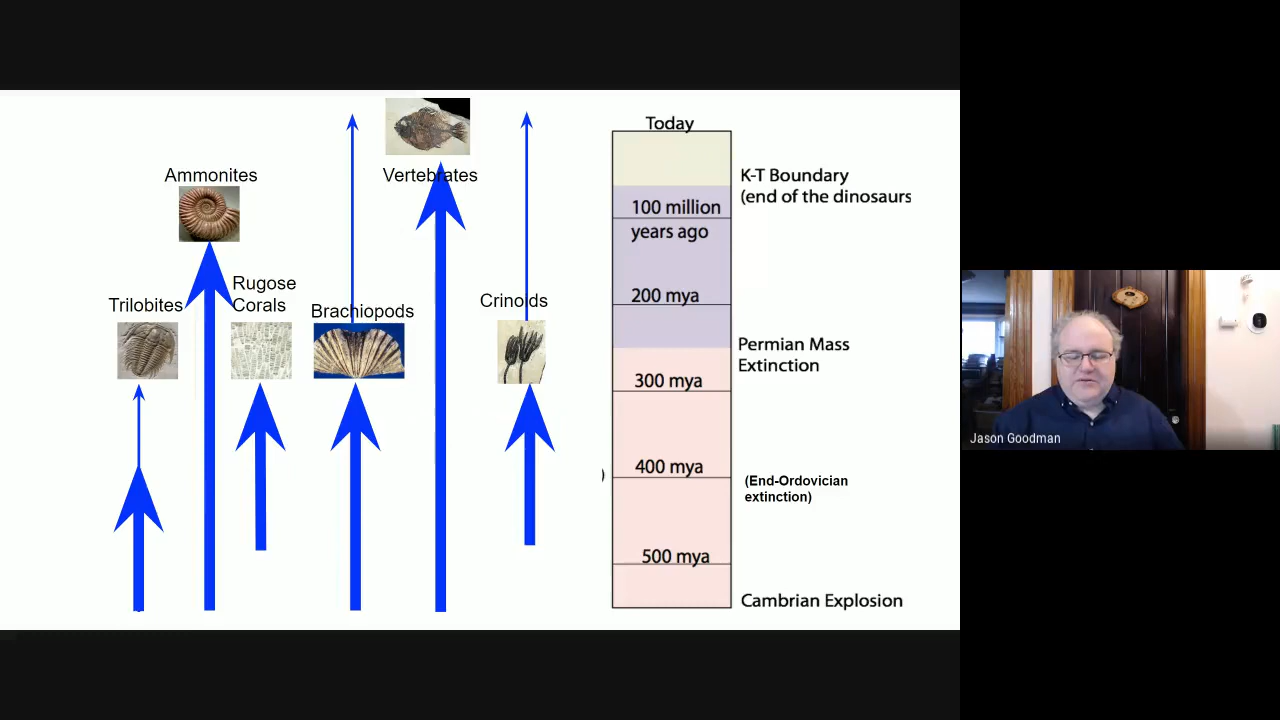 Today
Ammonites
Vertebrates
K-T Boundary
(end of the dinosaurs
100 million
years ago
Rugose
Corals
Trilobites
Brachiopods
Crinoids
200 mya
Permian Mass
Extinction
300 mya
400 mya
)
(End-Ordovician
extinction)
500 mya
Cambrian Explosion
Jason Goodman